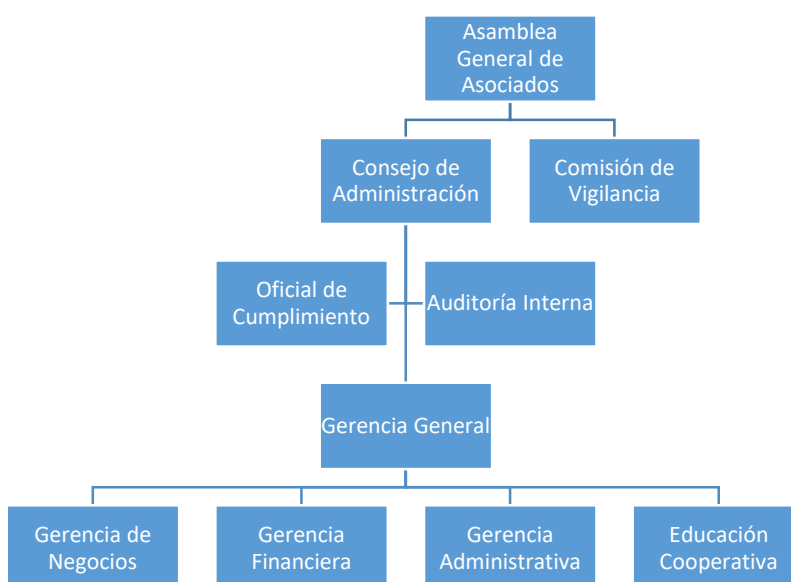 Asamblea
General de
Asociados
Consejo de
Administración
Comisión de
Vigilancia
Oficial de
Cumplimiento
Auditoría Interna
Gerencia General
Gerencia de
Negocios
Gerencia
Financiera
Gerencia
Administrativa
Educación
Cooperativa